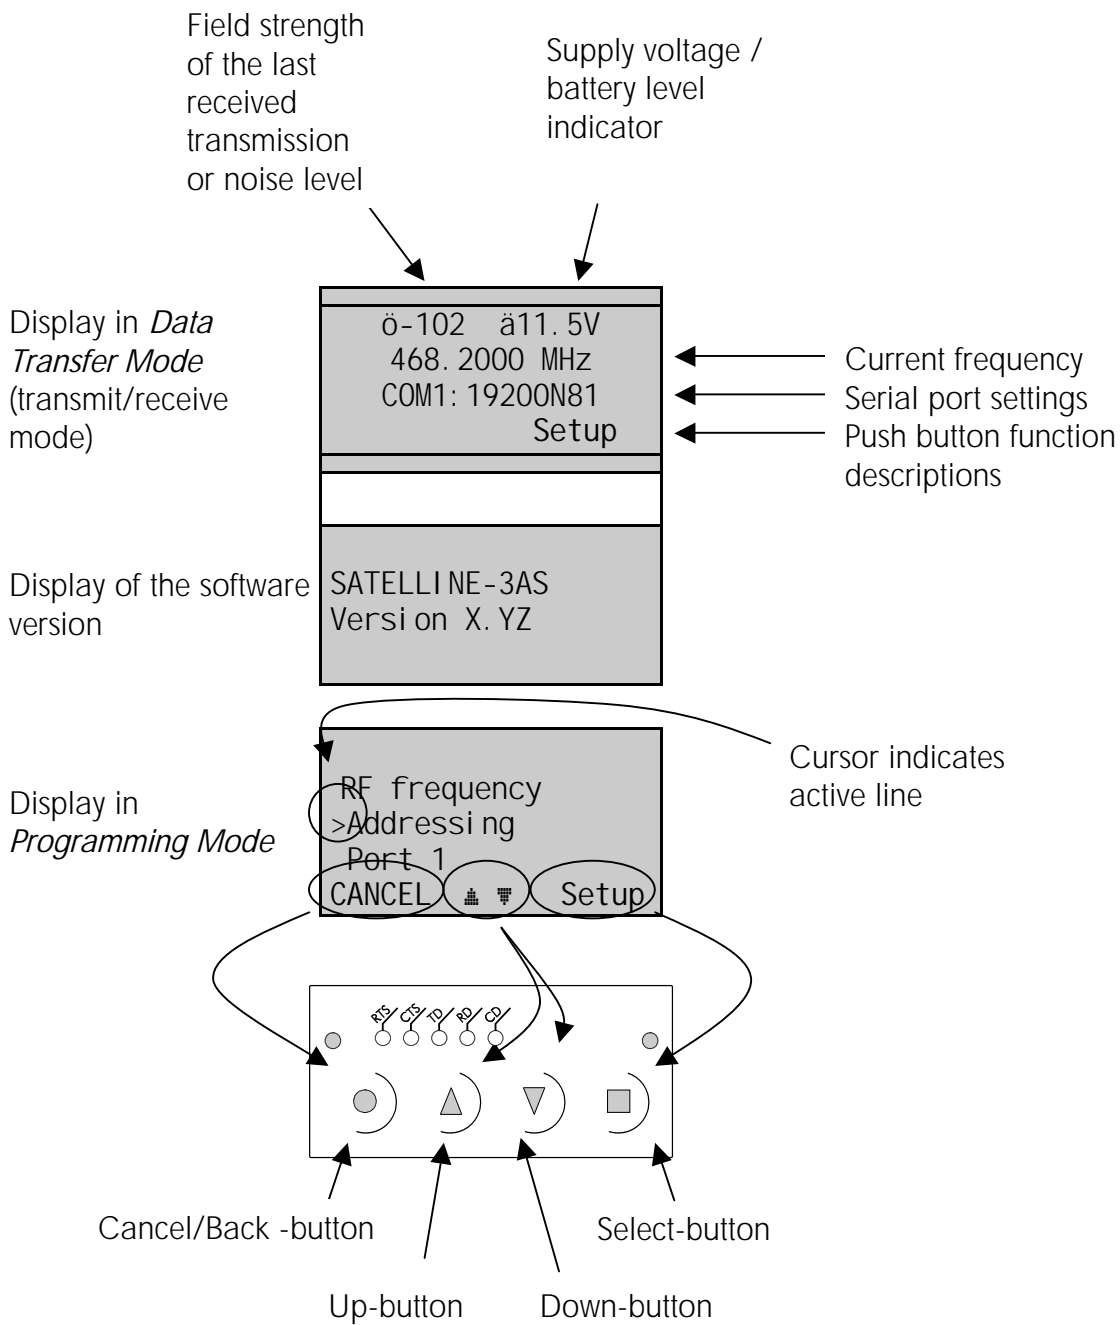 Field strength
of the last
received
transmission
or noise level
Supply voltage /
battery level
indicator
Display in Data
Transfer Mode
(transmit/receive
mode)
ö-102 ä11.5V
468.2000 MHz
COM1:19200N81
Setup
Current frequency
Serial port settings
Push button function
descriptions
Display of the software
version
SATELLINE-3AS
Version X.YZ
Display in
Programming Mode
RF frequency
>Addressing
Port 1
CANCEL Setup
Cursor indicates
active line
RTS CTS TD RD CD
Cancel/Back -button
Select-button
Up-button
Down-button